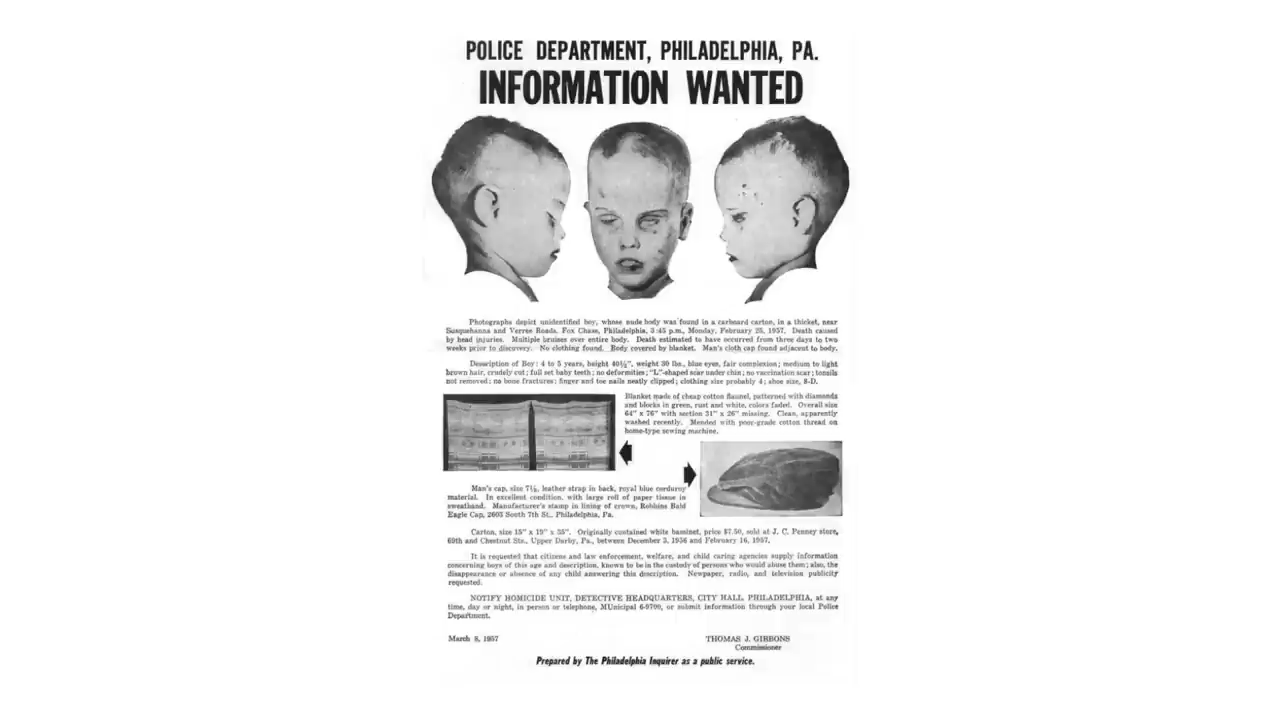 POLICE DEPARTMENT, PHILADELPHIA, PA.
INFORMATION WANTED
Photographs depict unidentified boy, whose nude body was found in a carboard carton, in a thicket, near
Susquehanna and Verree Roads, Fox Chase, Philadelphia, 3:45 p.m., Monday, February 25, 1957. Death caused
by head injuries. Multiple bruises over entire body. Death estimated to have occurred from three days to two
weeks prior to discovery. No clothing found. Body covered by blanket. Man's cloth cap found adjacent to body.
Description of Boy: 4 to 5 years, height 40½", weight 30 lbs., blue eyes, fair complexion; medium to light
brown hair, crudely cut; full set baby teeth; no deformities; "L"-shaped scar under chin; no vaccination scar; tonsils
not removed; no bone fractures; finger and toe nails neatly clipped; clothing size probably 4; shoe size, 8-D.
Blanket made of cheap cotton flannel, patterned with diamonds
and blocks in green, rust and white, colors faded. Overall size
64" x 76" with section 31" x 26" missing. Clean, apparently
washed recently. Mended with poor-grade cotton thread on
home-type sewing machine.
Man's cap, size 7⅛, leather strap in back, royal blue corduroy
material. In excellent condition, with large roll of paper tissue in
sweatband. Manufacturer's stamp in lining of crown, Robbins Bald
Eagle Cap, 2603 South 7th St., Philadelphia, Pa.
Carton, size 15" x 19" x 35". Originally contained white bassinet, price $7.50, sold at J. C. Penney store,
69th and Chestnut Sts., Upper Darby, Pa., between December 3, 1956 and February 16, 1957.
It is requested that citizens and law enforcement, welfare, and child caring agencies supply information
concerning boys of this age and description, known to be in the custody of persons who would abuse them; also, the
disappearance or absence of any child answering this description. Newpaper, radio, and television publicity
requested.
NOTIFY HOMICIDE UNIT, DETECTIVE HEADQUARTERS, CITY HALL, PHILADELPHIA, at any
time, day or night, in person or telephone, MUnicipal 6-9700, or submit information through your local Police
Department.
March 8, 1957
THOMAS J. GIBBONS
Commissioner
Prepared by The Philadelphia Inquirer as a public service.